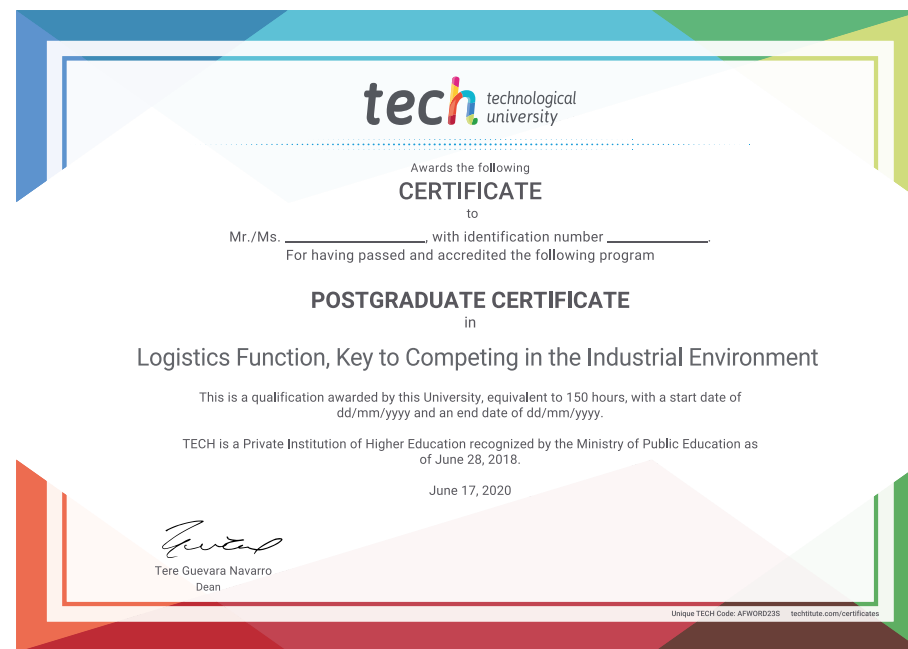 tech technological
university
Awards the following
CERTIFICATE
to
Mr./Ms. ____________________, with identification number _______________.
For having passed and accredited the following program
POSTGRADUATE CERTIFICATE
in
Logistics Function, Key to Competing in the Industrial Environment
This is a qualification awarded by this University, equivalent to 150 hours, with a start date of
dd/mm/yyyy and an end date of dd/mm/yyyy.
TECH is a Private Institution of Higher Education recognized by the Ministry of Public Education as
of June 28, 2018.
June 17, 2020
Tere Guevara Navarro
Dean
Unique TECH Code: AFWORD23S techtitute.com/certificates